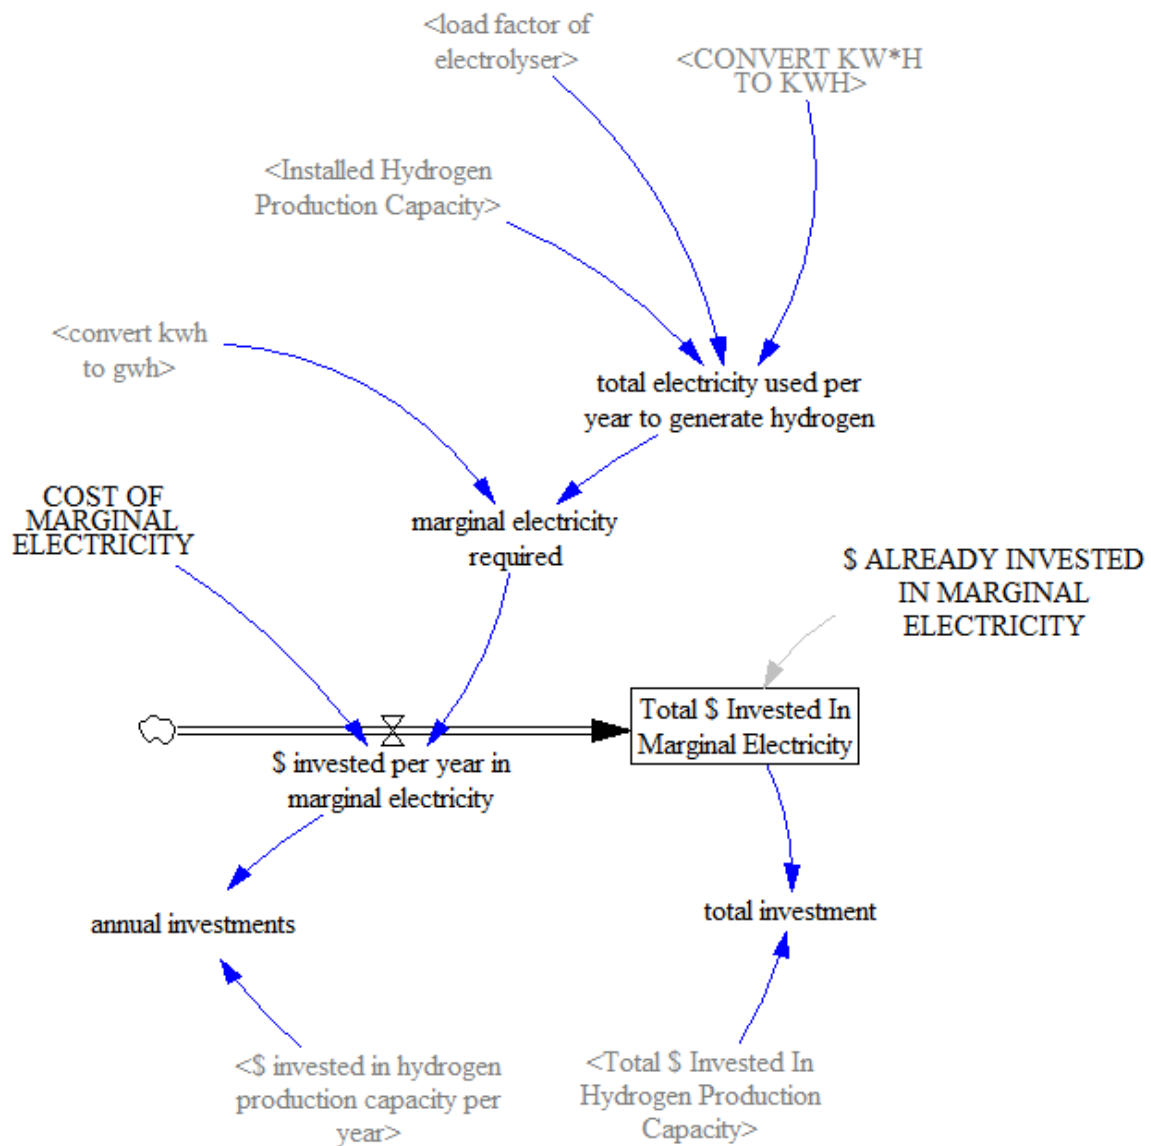 <load factor of
electrolyser>
<CONVERT KW*H
TO KWH>
<Installed Hydrogen
Production Capacity>
<convert kwh
to gwh>
total electricity used per
year to generate hydrogen
COST OF
MARGINAL
ELECTRICITY
marginal electricity
required
$ ALREADY INVESTED
IN MARGINAL
ELECTRICITY
Total $ Invested In
Marginal Electricity
$ invested per year in
marginal electricity
annual investments
total investment
<$ invested in hydrogen
production capacity per
year>
<Total $ Invested In
Hydrogen Production
Capacity>